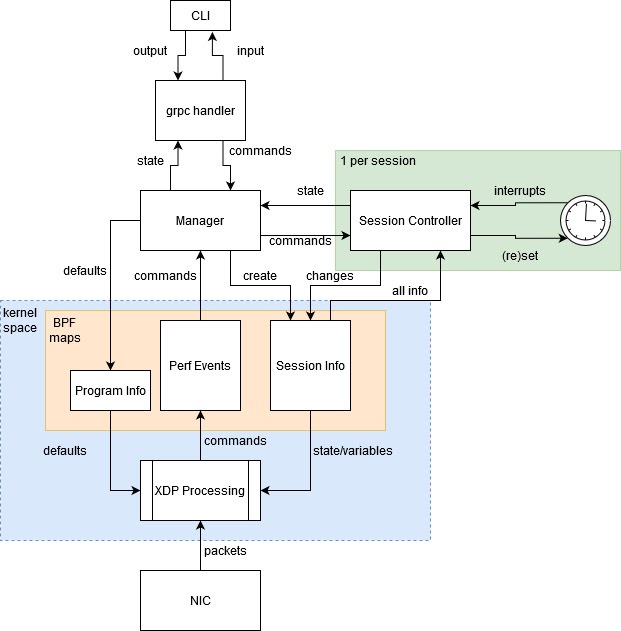 CLI
output
input
grpc handler
state
commands
1 per session
Manager
state
commands
Session Controller
interrupts
(re)set
defaults
commands
create
changes
all info
kernel
space
BPF
maps
Program Info
Perf Events
Session Info
defaults
commands
state/variables
XDP Processing
packets
NIC